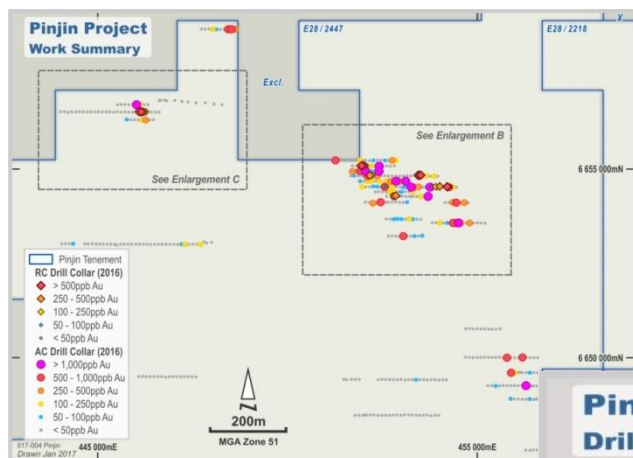 Pinjin Project
Work Summary
E28 / 2447
E28 / 2218
X
Excl.
See Enlargement B
See Enlargement C
6 655 000mN
Pinjin Tenement
RC Drill Collar (2016)
> 500ppb Au
250 - 500ppb Au
100 - 250ppb Au
50 - 100ppb Au
< 50ppb Au
AC Drill Collar (2016)
> 1,000ppb Au
500 - 1,000ppb Au
250 - 500ppb Au
100 - 250ppb Au
50 - 100ppb Au
< 50ppb Au
6 650 000mN
N
200m
MGA Zone 51
017-004 Pinjin
Drawn Jan 2017
445 000mE
455 000mE
Pin
Dril